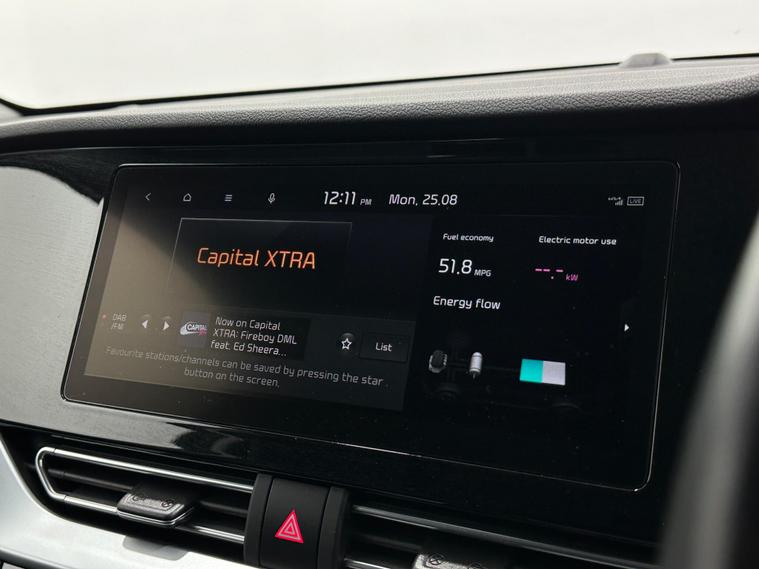 12:11 PM Mon, 25.08
LIVE
Capital XTRA
Fuel economy
Electric motor use
51.8 MPG
--.- kW
Energy flow
DAB
/FM
CAPITAL
Now on Capital
XTRA: Fireboy DML
feat. Ed Sheera...
List
Favourite stations/channels can be saved by pressing the star
button on the screen.